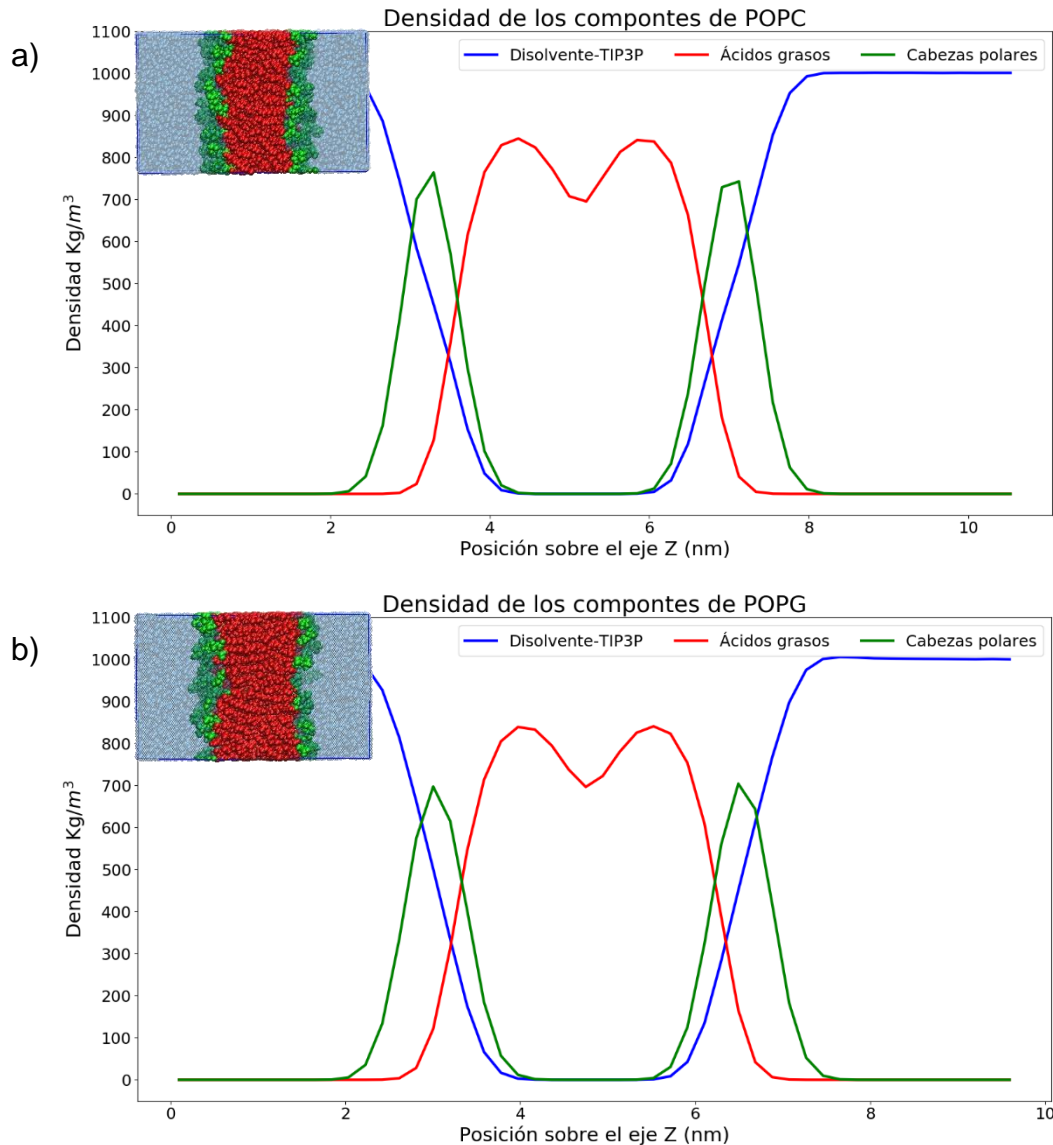 a)
Densidad de los compontes de POPC
Disolvente-TIP3P Ácidos grasos Cabezas polares
Densidad Kg/m³
1100
1000
900
800
700
600
500
400
300
200
100
0
0 2 4 6 8 10
Posición sobre el eje Z (nm)
b)
Densidad de los compontes de POPG
Disolvente-TIP3P Ácidos grasos Cabezas polares
Densidad Kg/m³
1100
1000
900
800
700
600
500
400
300
200
100
0
0 2 4 6 8 10
Posición sobre el eje Z (nm)